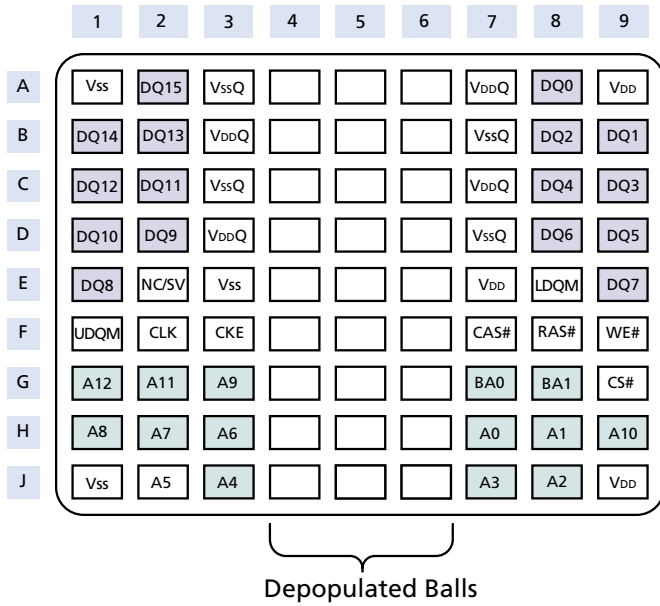 1 2 3 4 5 6 7 8 9
A Vss DQ15 VssQ VDDQ DQ0 VDD
B DQ14 DQ13 VDDQ VssQ DQ2 DQ1
C DQ12 DQ11 VssQ VDDQ DQ4 DQ3
D DQ10 DQ9 VDDQ VssQ DQ6 DQ5
E DQ8 NC/SV Vss VDD LDQM DQ7
F UDQM CLK CKE CAS# RAS# WE#
G A12 A11 A9 BA0 BA1 CS#
H A8 A7 A6 A0 A1 A10
J Vss A5 A4 A3 A2 VDD
Depopulated Balls